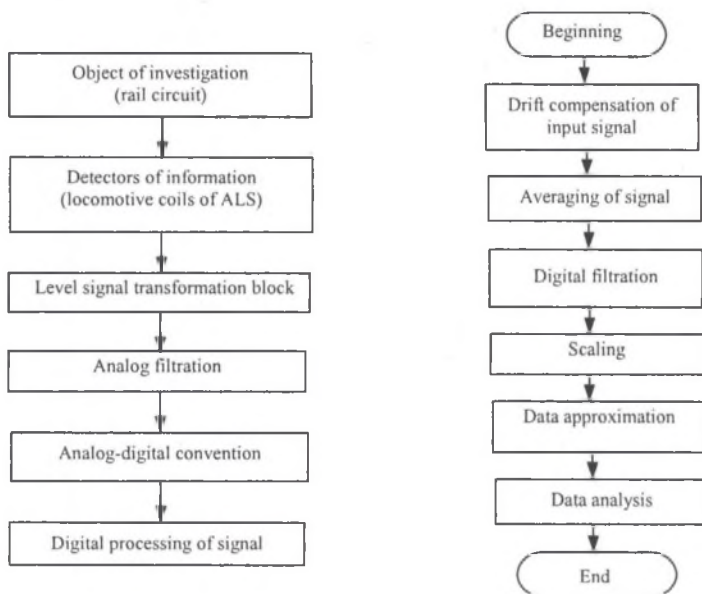 Object of investigation
(rail circuit)
Detectors of information
(locomotive coils of ALS)
Level signal transformation block
Analog filtration
Analog-digital convention
Digital processing of signal
Beginning
Drift compensation of
input signal
Averaging of signal
Digital filtration
Scaling
Data approximation
Data analysis
End